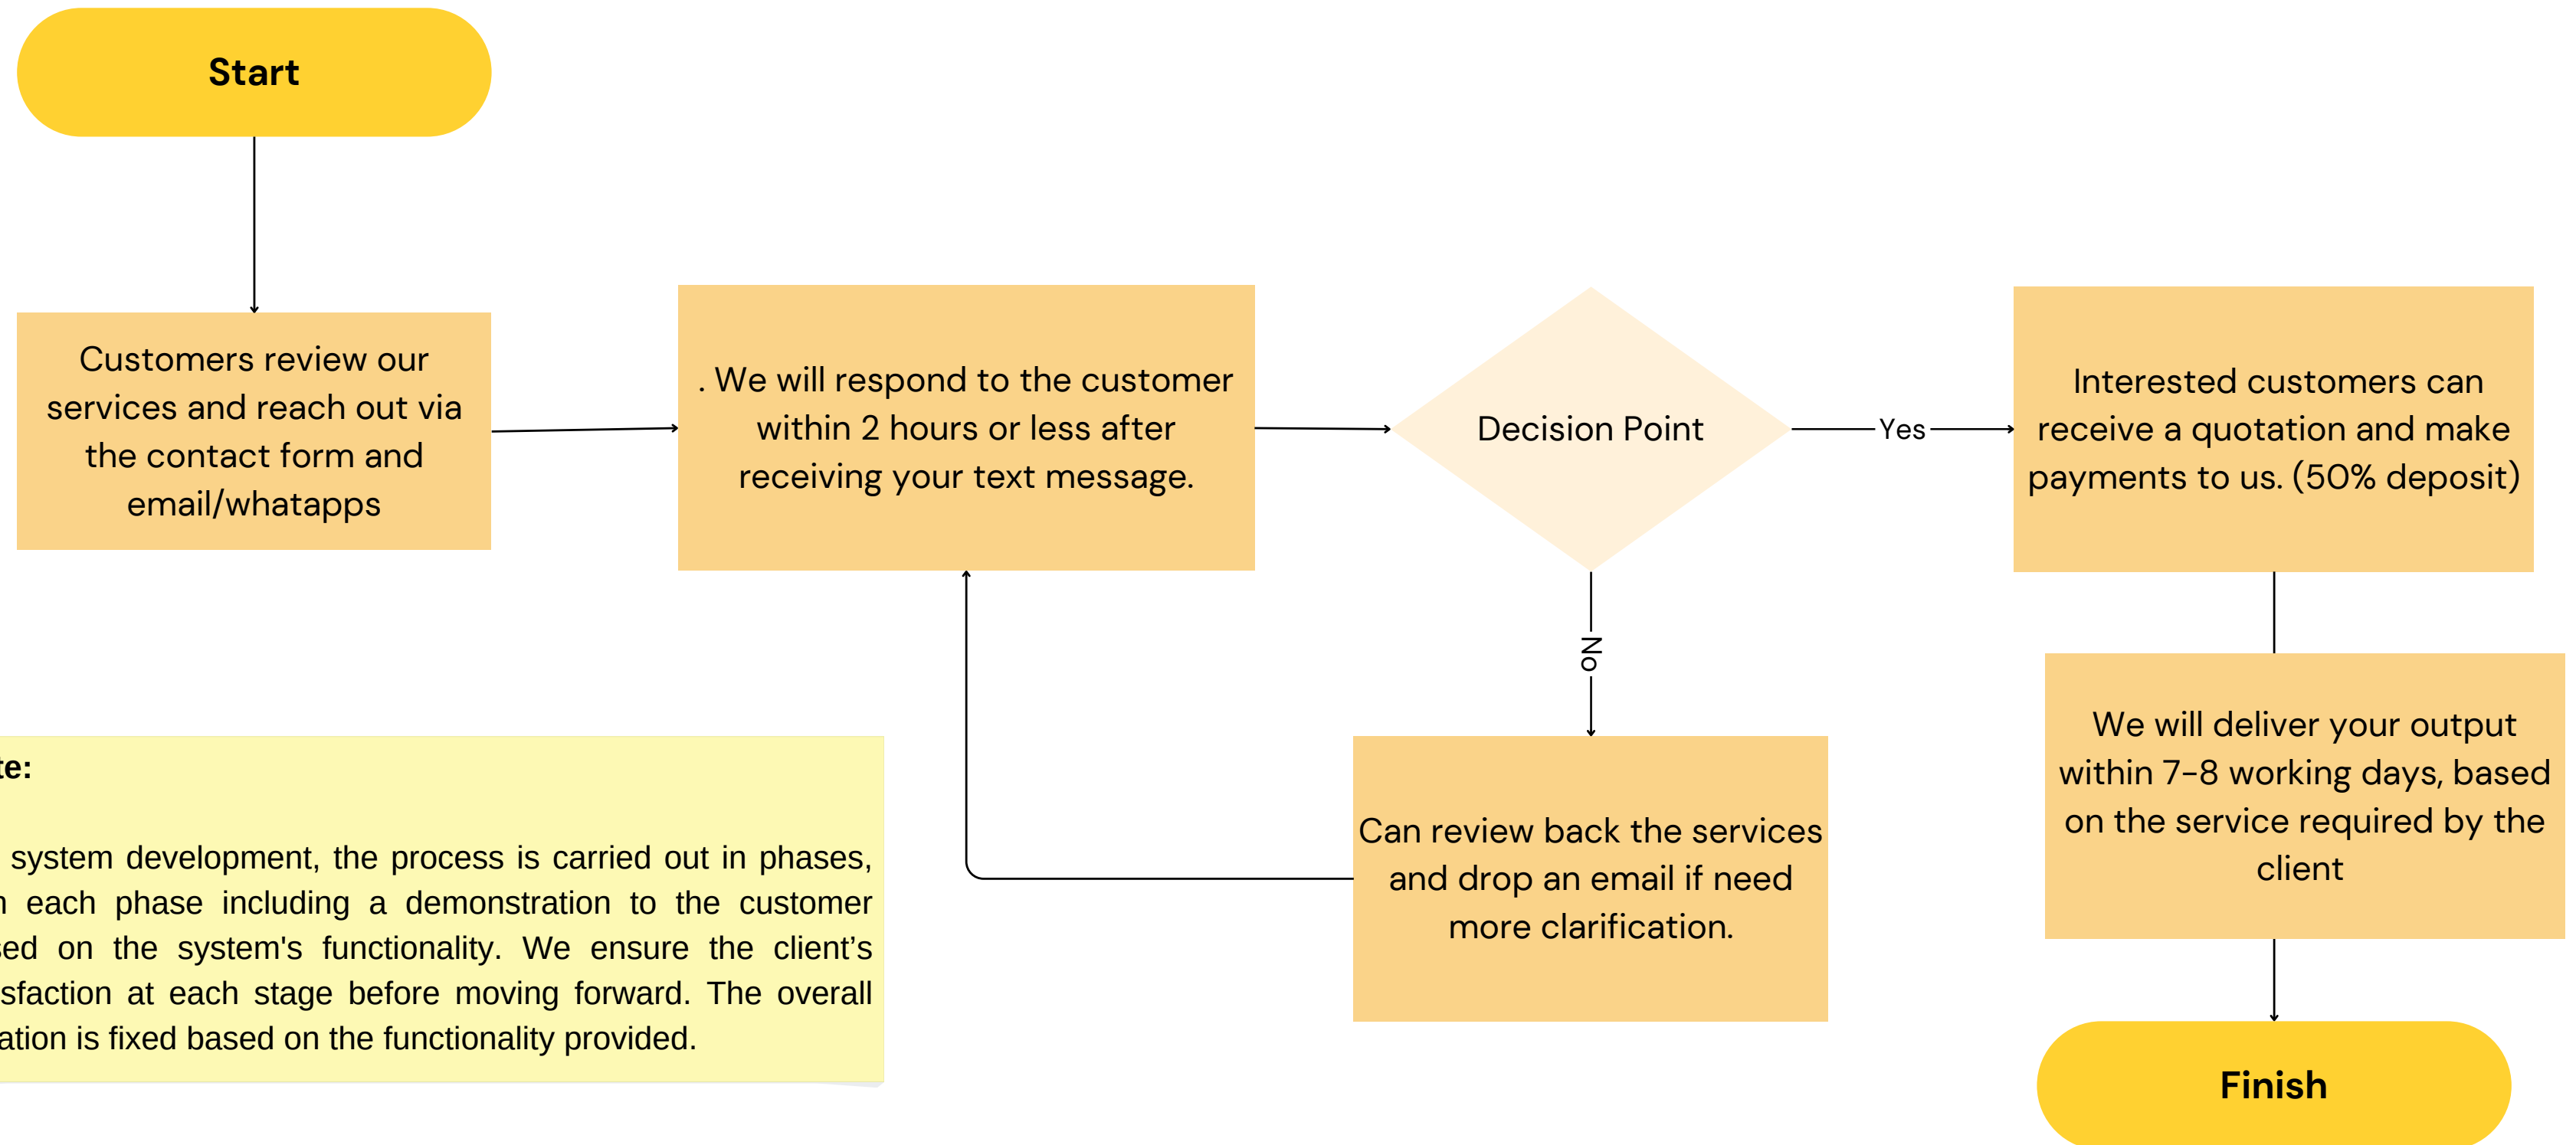 Start
Customers review our
services and reach out via
the contact form and
email/whatapps
. We will respond to the customer
within 2 hours or less after
receiving your text message.
Decision Point
Yes
Interested customers can
receive a quotation and make
payments to us. (50% deposit)
No
Can review back the services
and drop an email if need
more clarification.
We will deliver your output
within 7-8 working days, based
on the service required by the
client
Finish
te:
system development, the process is carried out in phases,
each phase including a demonstration to the customer
sed on the system's functionality. We ensure the client’s
isfaction at each stage before moving forward. The overall
ation is fixed based on the functionality provided.